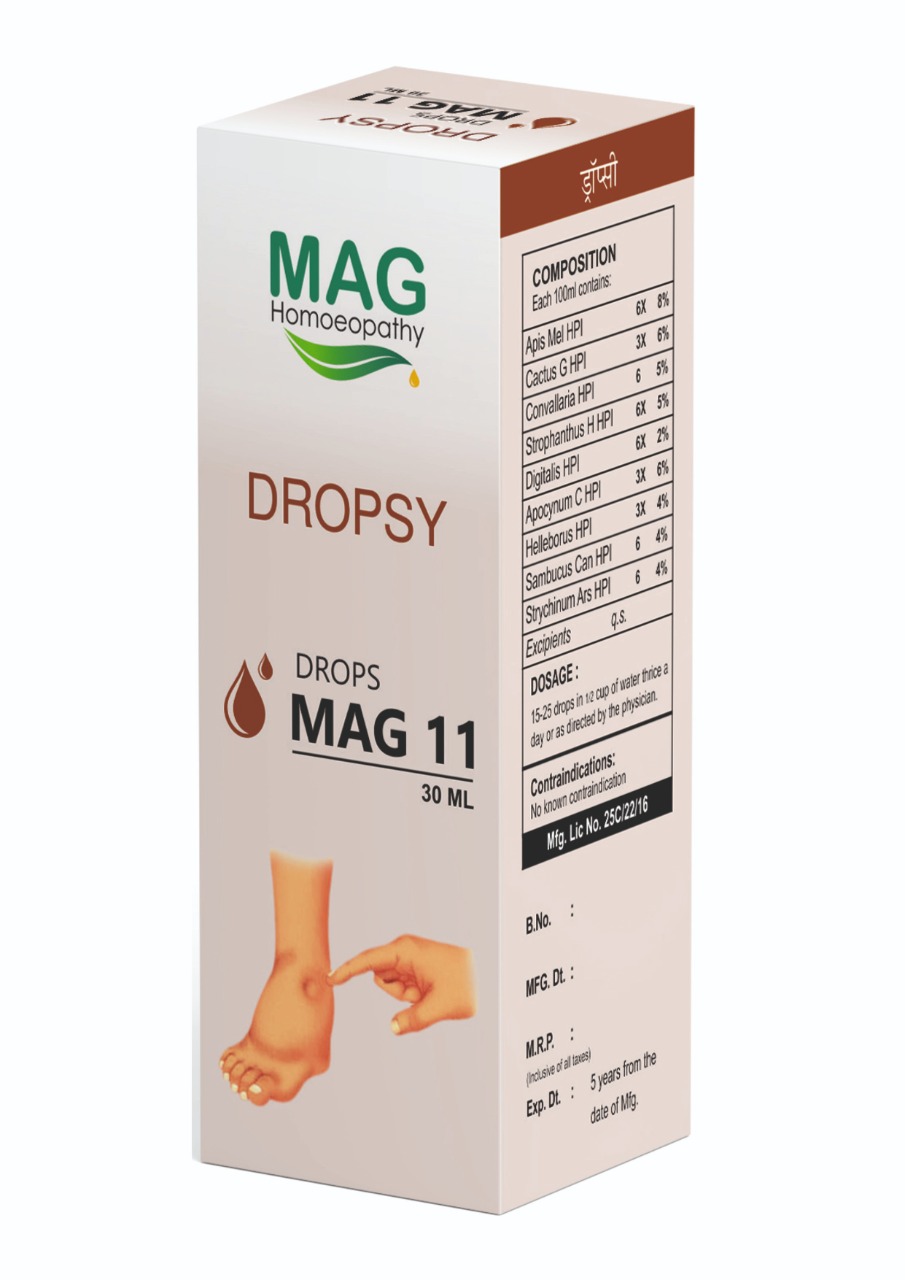 DROPSY
DROPS
MAG 11
30 ML
MAG
Homoeopathy
DROPSY
DROPS
MAG 11
30 ML
ड्रॉप्सी
COMPOSITION
Each 100ml contains:
Apis Mel HPI 6X 8%
Cactus G HPI 3X 6%
Convallaria HPI 6 5%
Strophanthus H HPI 6X 5%
Digitalis HPI 6X 2%
Apocynum C HPI 3X 6%
Helleborus HPI 3X 4%
Sambucus Can HPI 6 4%
Strychinum Ars HPI 6 4%
Excipients q.s.
DOSAGE :
15-25 drops in 1/2 cup of water thrice a
day or as directed by the physician.
Contraindications:
No known contraindication
Mfg. Lic No. 25C/22/16
B.No. :
MFG. Dt. :
M.R.P. :
(Inclusive of all taxes)
Exp. Dt. : 5 years from the
date of Mfg.